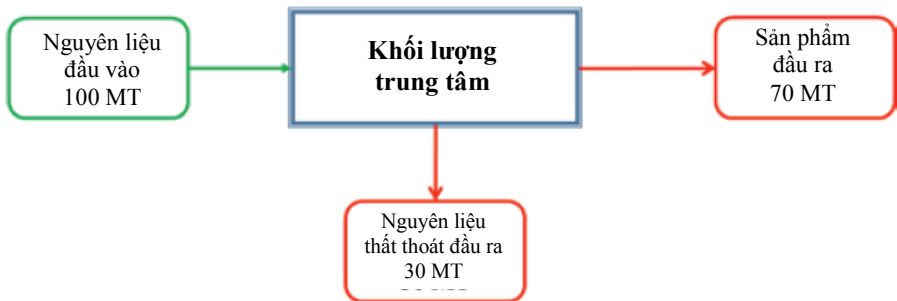 Nguyên liệu
đầu vào
100 MT
Khối lượng
trung tâm
Sản phẩm
đầu ra
70 MT
Nguyên liệu
thất thoát đầu ra
30 MT